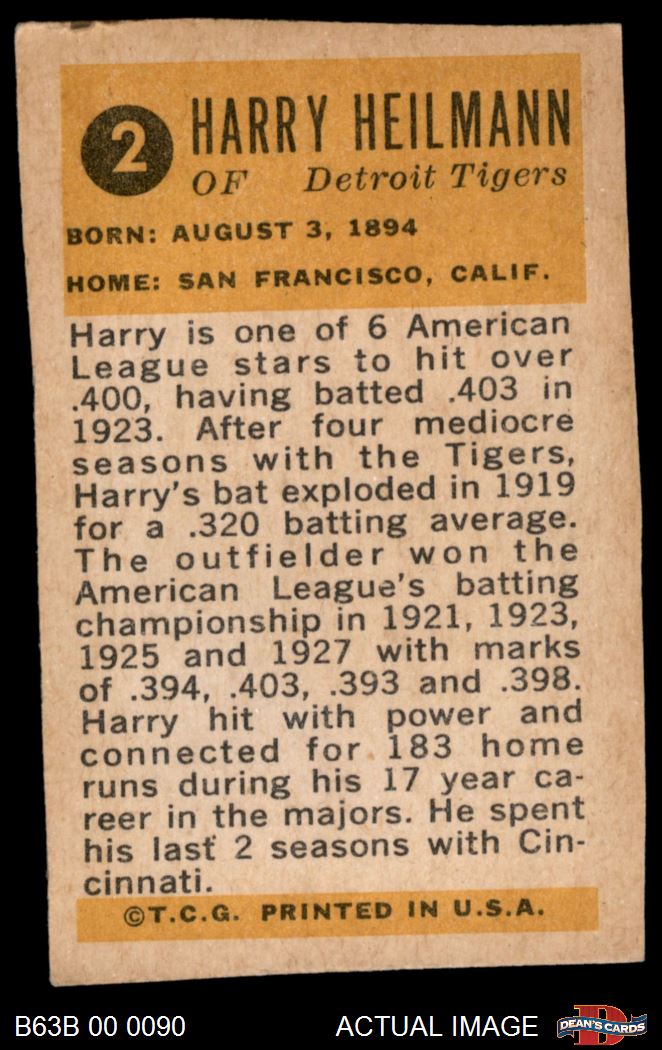 2
HARRY HEILMANN
OF Detroit Tigers
BORN: AUGUST 3, 1894
HOME: SAN FRANCISCO, CALIF.
Harry is one of 6 American
League stars to hit over
.400, having batted .403 in
1923. After four mediocre
seasons with the Tigers,
Harry's bat exploded in 1919
for a .320 batting average.
The outfielder won the
American League's batting
championship in 1921, 1923,
1925 and 1927 with marks
of .394, .403, .393 and .398.
Harry hit with power and
connected for 183 home
runs during his 17 year ca-
reer in the majors. He spent
his last 2 seasons with Cin-
cinnati.
©T.C.G. PRINTED IN U.S.A.
B63B 00 0090 ACTUAL IMAGE
D
DEAN'S CARDS